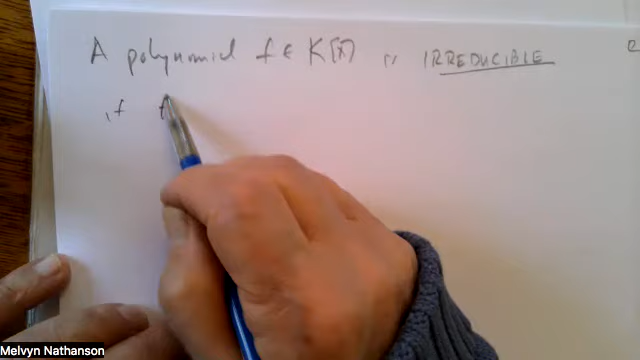 A polynomial f ∈ K[x] is IRREDUCIBLE
if f
Melvyn Nathanson